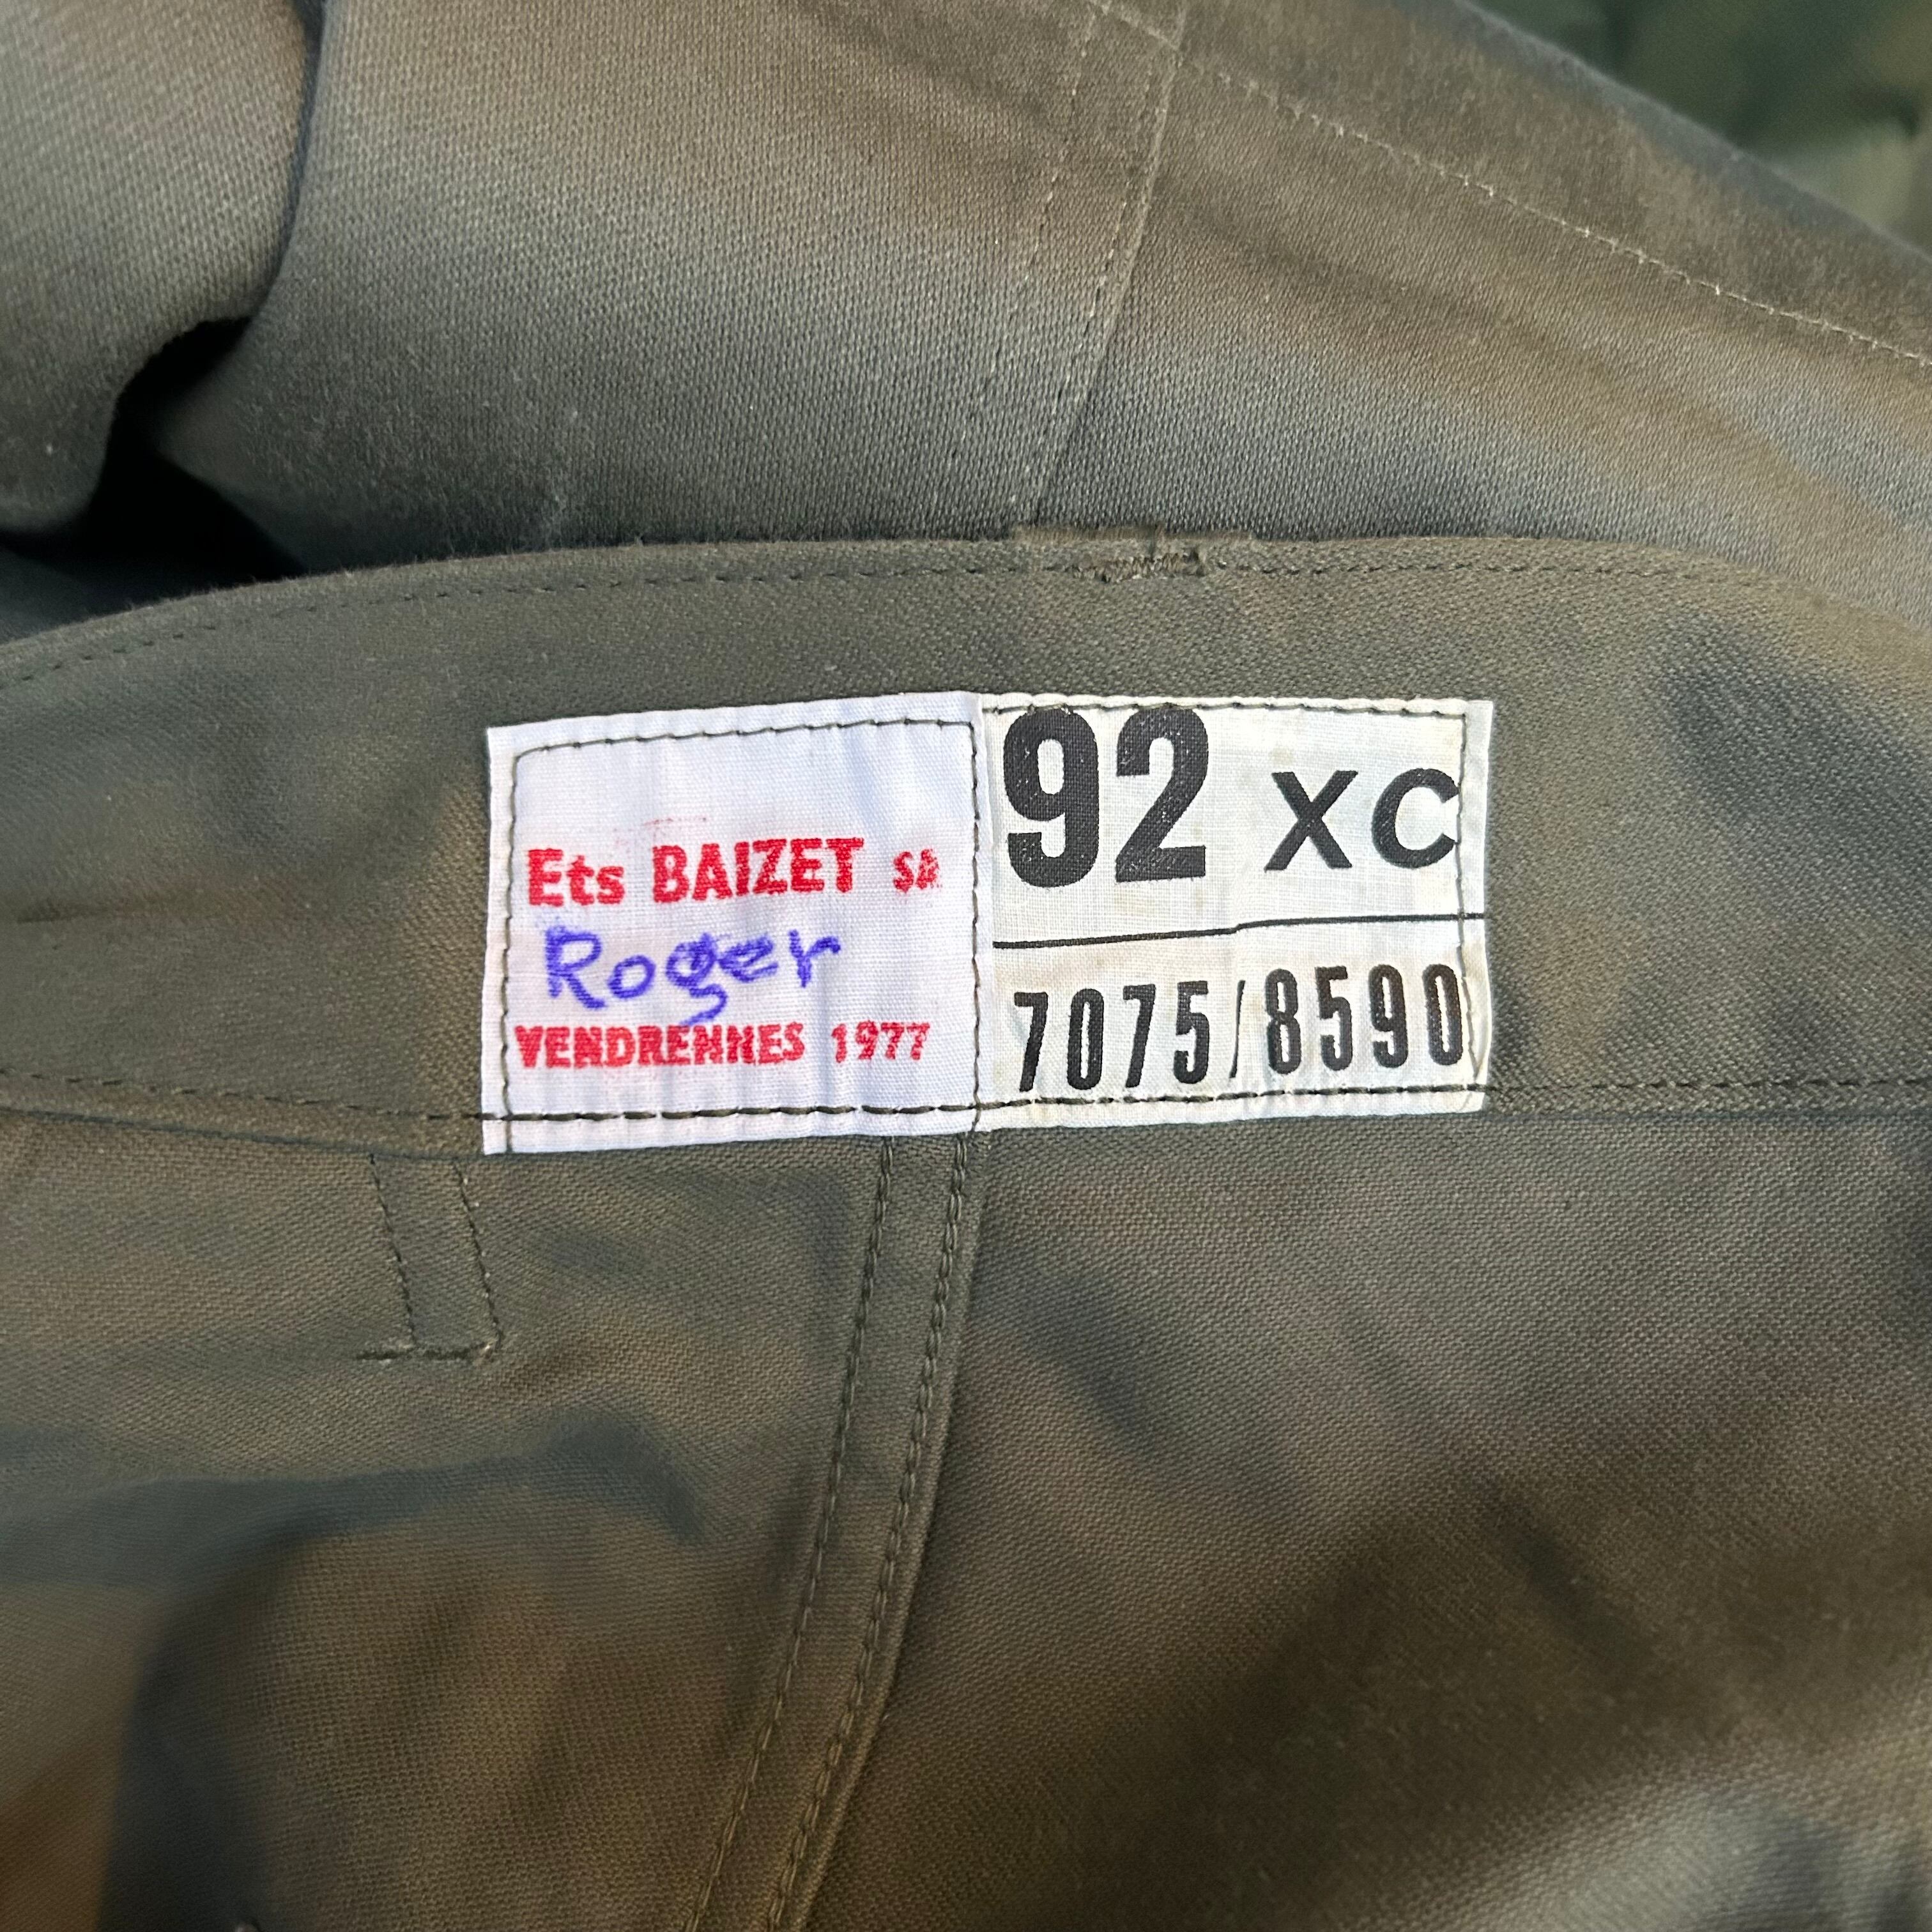 Ets BAIZET SA
Roger
VENDRENNES 1977
92 XC
7075/8590